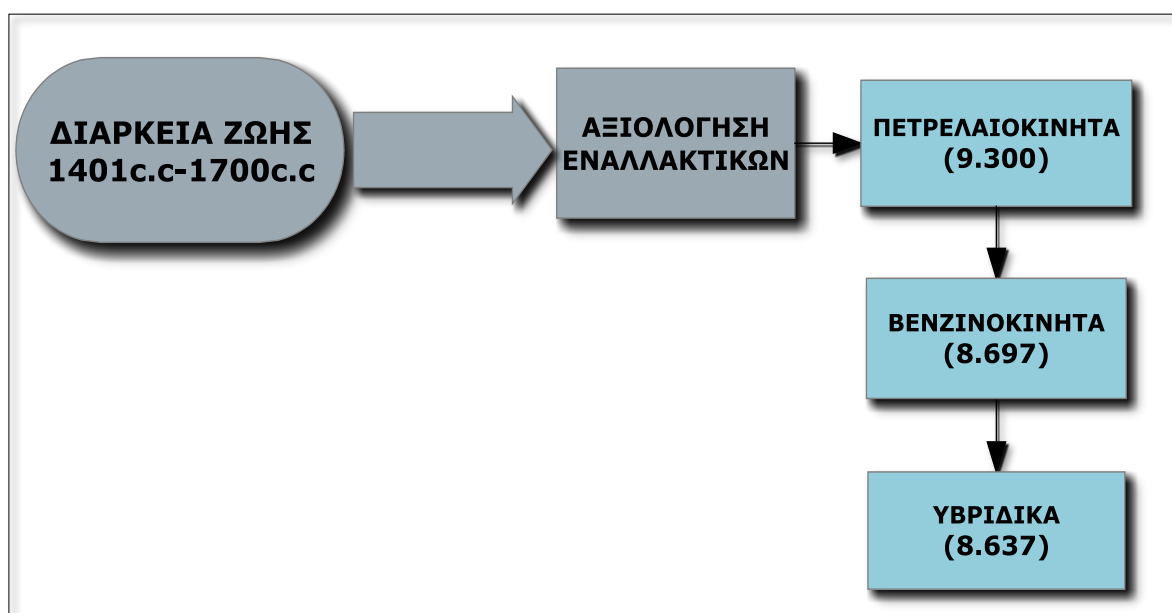 ΔΙΑΡΚΕΙΑ ΖΩΗΣ
1401c.c-1700c.c
ΑΞΙΟΛΟΓΗΣΗ
ΕΝΑΛΛΑΚΤΙΚΩΝ
ΠΕΤΡΕΛΑΙΟΚΙΝΗΤΑ
(9.300)
ΒΕΝΖΙΝΟΚΙΝΗΤΑ
(8.697)
ΥΒΡΙΔΙΚΑ
(8.637)